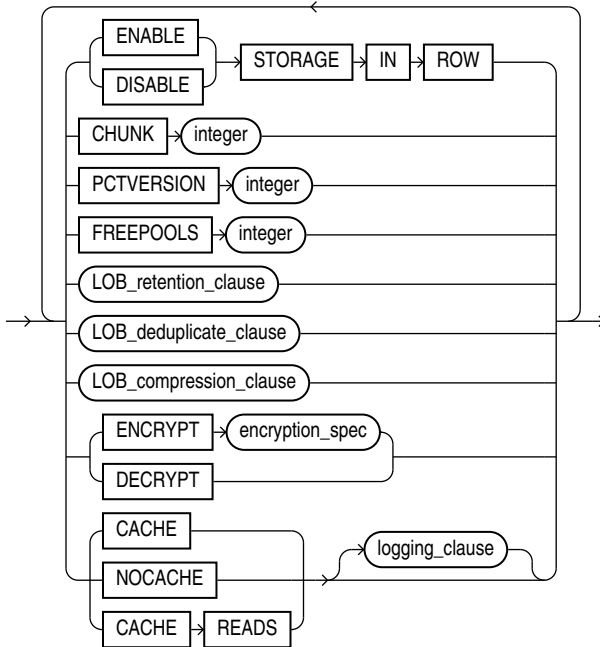 ENABLE
DISABLE
STORAGE IN ROW
CHUNK integer
PCTVERSION integer
FREEPOOLS integer
LOB_retention_clause
LOB_deduplicate_clause
LOB_compression_clause
ENCRYPT encryption_spec
DECRYPT
CACHE
NOCACHE
CACHE READS
logging_clause